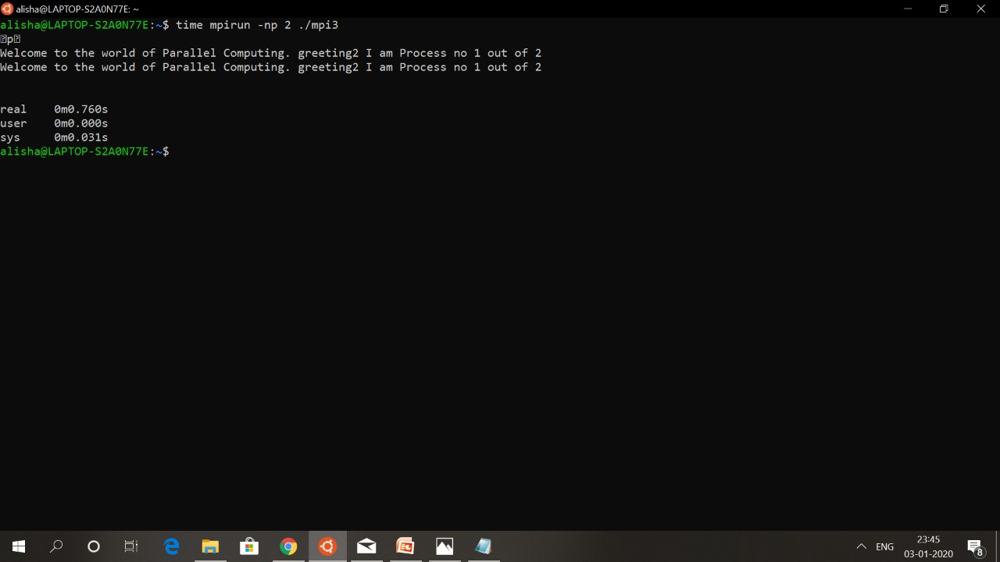 alisha@LAPTOP-S2A0N77E: ~
alisha@LAPTOP-S2A0N77E:~$ time mpirun -np 2 ./mpi3
p
Welcome to the world of Parallel Computing. greeting2 I am Process no 1 out of 2
Welcome to the world of Parallel Computing. greeting2 I am Process no 1 out of 2
real 0m0.760s
user 0m0.000s
sys 0m0.031s
alisha@LAPTOP-S2A0N77E:~$
ENG
23:45
03-01-2020
8